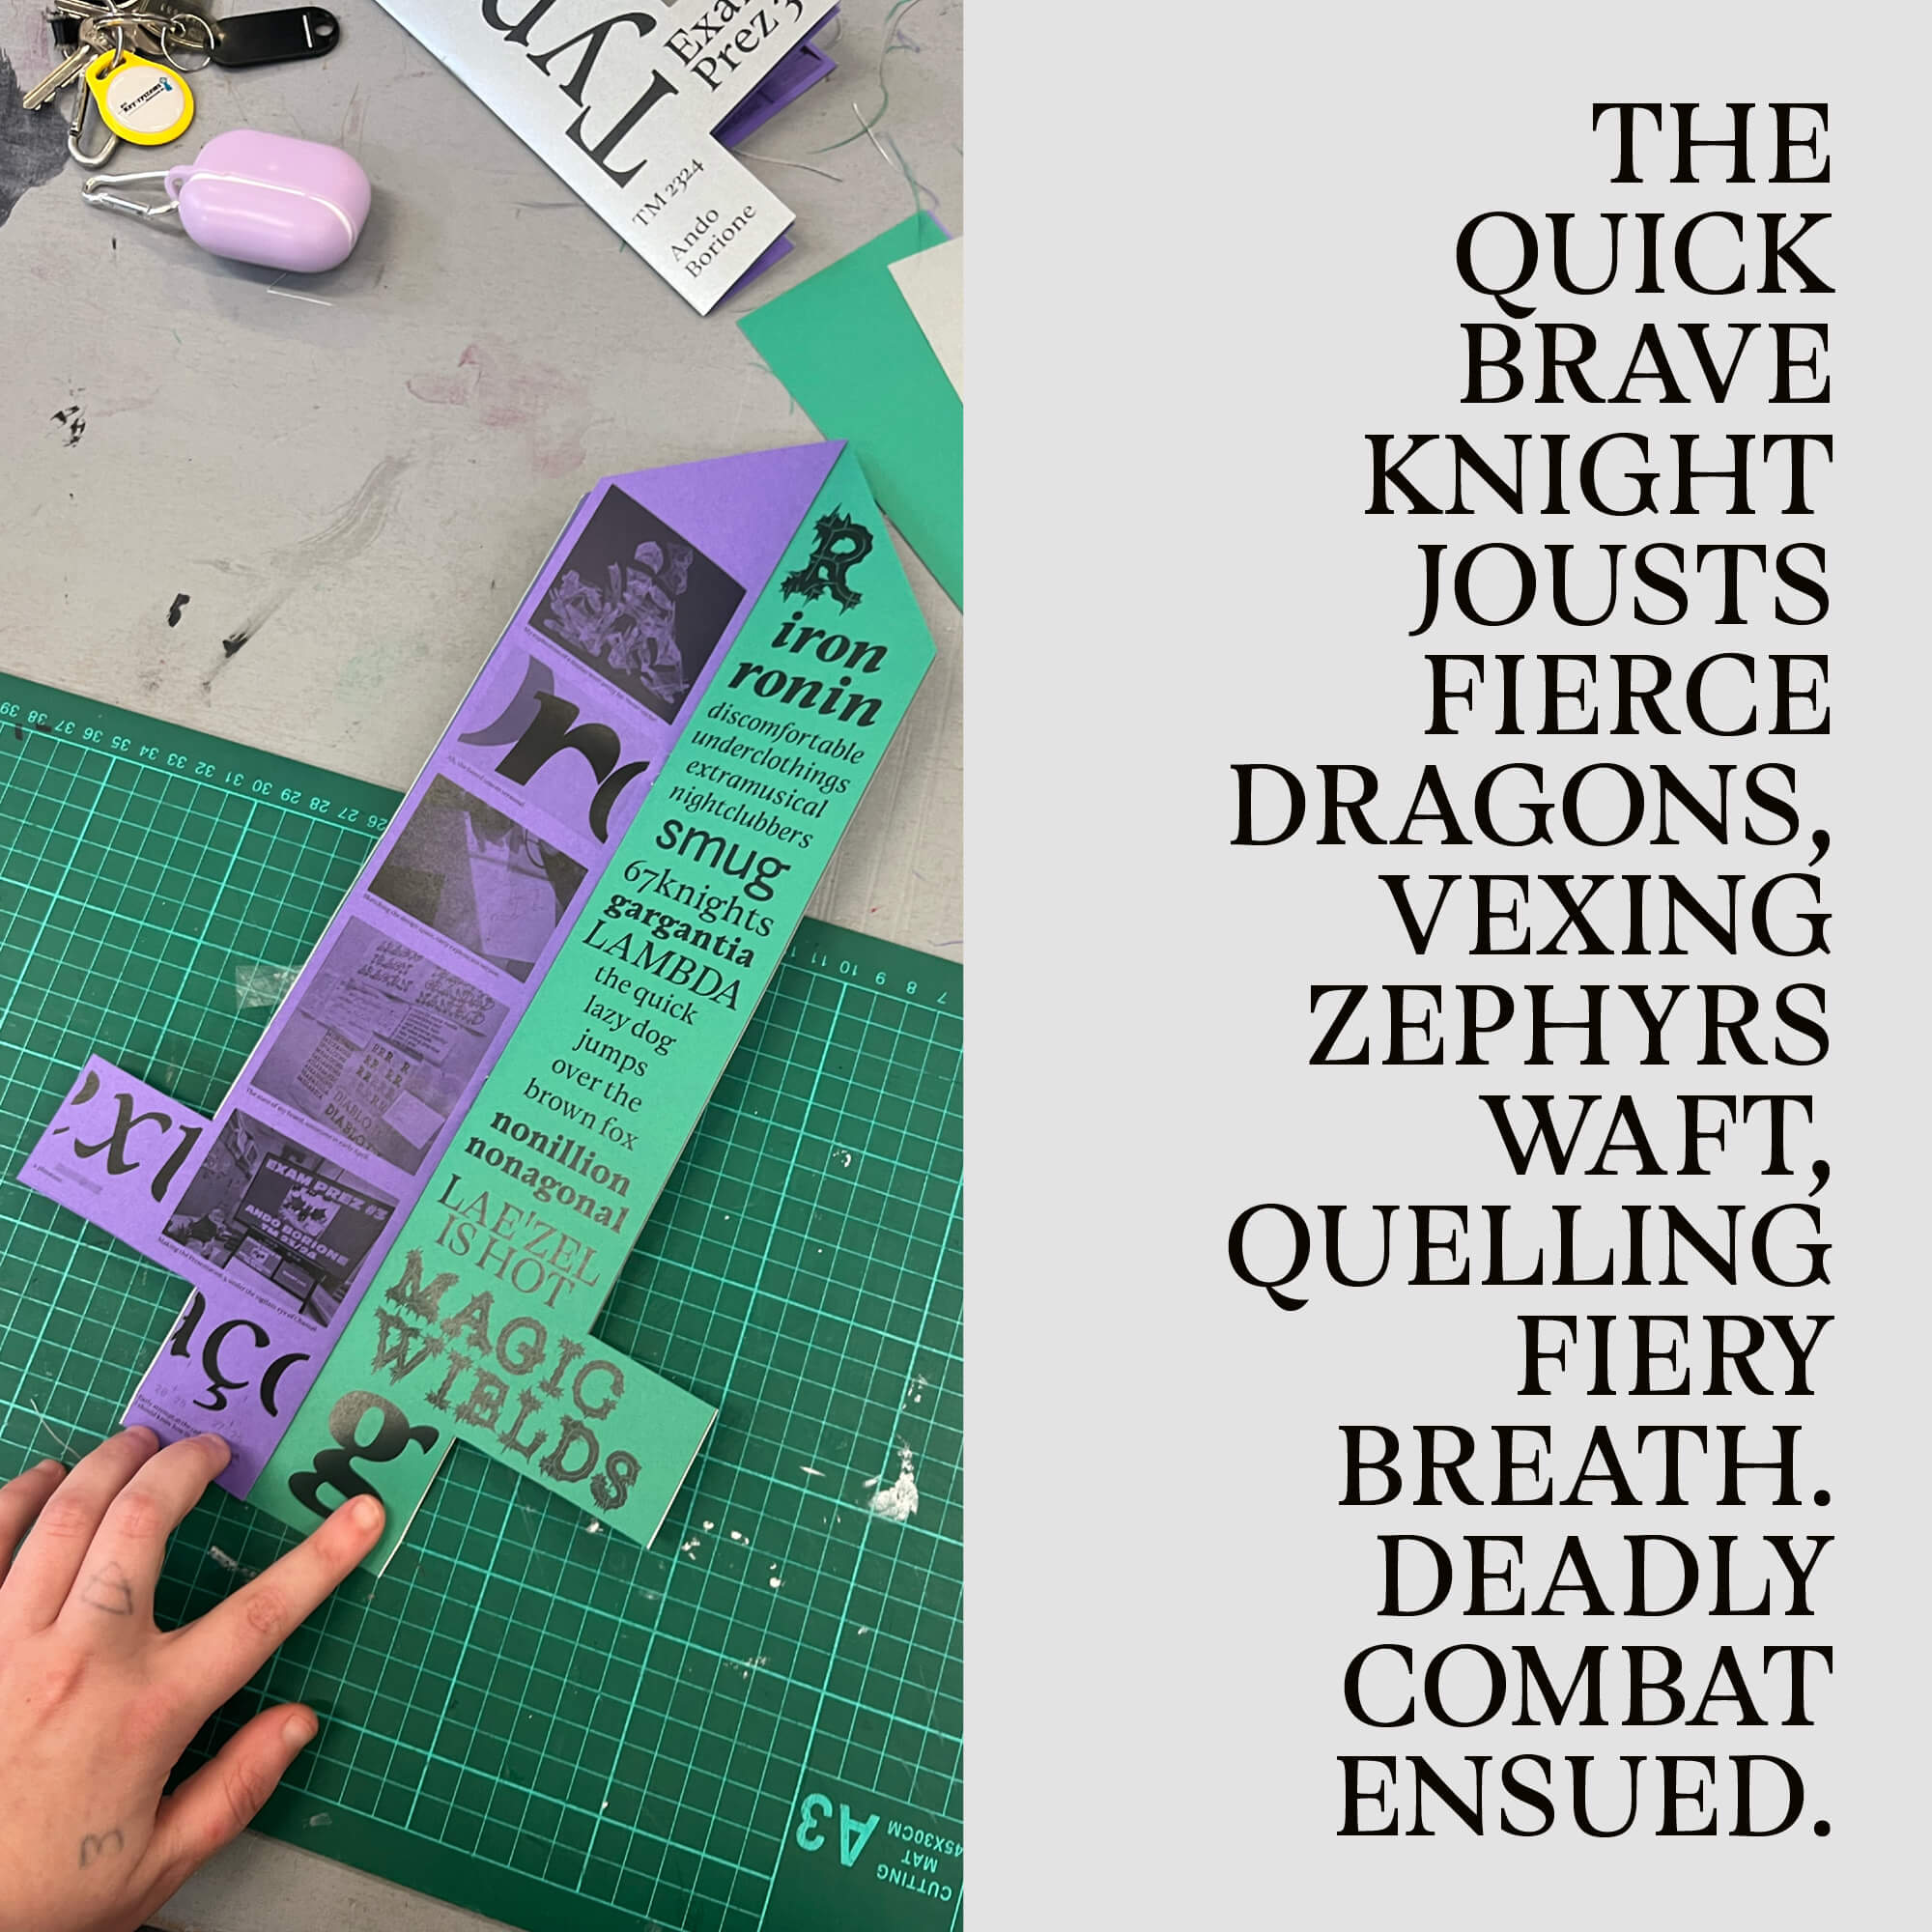 Exa
Prez 3
Typ
TM 2324
Ando
Borione
R
iron
ronin
discomfortable
underclothings
extramusical
nightclubbers
smug
67knights
gargantia
LAMBDA
the quick
lazy dog
jumps
over the
brown fox
nonillion
nonagonal
LAE'ZEL
IS HOT
MAGIC
WIELDS
g
EXAM PREZ #3
ANDO BORIONE
TM 23/24
DIABLO
39 38 37 36 35 34 33 32 31 30 29 28 27 26
11 10 9 8 7
A3
CUTTING
MAT
45X30CM
THE
QUICK
BRAVE
KNIGHT
JOUSTS
FIERCE
DRAGONS,
VEXING
ZEPHYRS
WAFT,
QUELLING
FIERY
BREATH.
DEADLY
COMBAT
ENSUED.